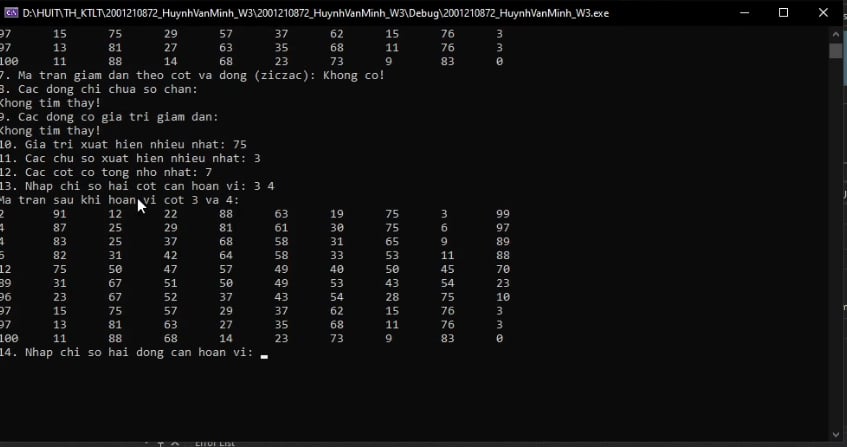 D:\HUIT\TH_KTLT\2001210872_HuynhVanMinh_W3\2001210872_HuynhVanMinh_W3\Debug\2001210872_HuynhVanMinh_W3.exe
97 15 75 29 57 37 62 15 76 3
97 13 81 27 63 35 68 11 76 3
100 11 88 14 68 23 73 9 83 0
7. Ma tran giam dan theo cot va dong (ziczac): Khong co!
8. Cac dong chi chua so chan:
Khong tim thay!
9. Cac dong co gia tri giam dan:
Khong tim thay!
10. Gia tri xuat hien nhieu nhat: 75
11. Cac chu so xuat hien nhieu nhat: 3
12. Cac cot co tong nho nhat: 7
13. Nhap chi so hai cot can hoan vi: 3 4
Ma tran sau khi hoan vi cot 3 va 4:
2 91 12 22 88 63 19 75 3 99
4 87 25 29 81 61 30 75 6 97
4 83 25 37 68 58 31 65 9 89
82 31 42 64 58 33 53 11 88
12 75 50 47 57 49 40 50 45 70
89 31 67 51 50 49 53 43 54 23
96 23 67 52 37 43 54 28 75 10
97 15 75 57 29 37 62 15 76 3
97 13 81 63 27 35 68 11 76 3
100 11 88 68 14 23 73 9 83 0
14. Nhap chi so hai dong can hoan vi:
Error List